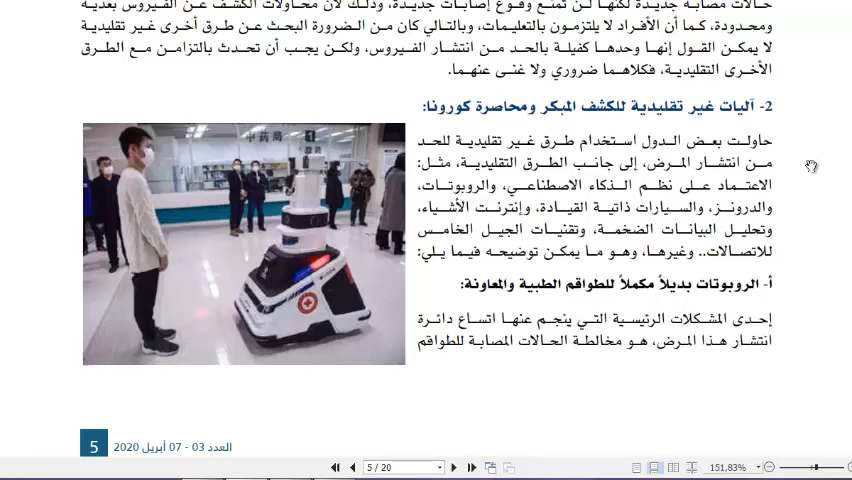 حالات مصابة جديدة لكنها لن تمنع وقوع إصابات جديدة، وذلك لأن محاولات الكشف عن الفيروس بعدية
ومحدودة، كما أن الأفراد لا يلتزمون بالتعليمات، وبالتالي كان من الضرورة البحث عن طرق أخرى غير تقليدية
لا يمكن القول إنها وحدها كفيلة بالحد من انتشار الفيروس، ولكن يجب أن تحدث بالتزامن مع الطرق
الأخرى التقليدية، فكلاهما ضروري ولا غنى عنهما.
2- آليات غير تقليدية للكشف المبكر ومحاصرة كورونا:
حاولت بعض الدول استخدام طرق غير تقليدية للحد
من انتشار المرض، إلى جانب الطرق التقليدية، مثل:
الاعتماد على نظم الذكاء الاصطناعي، والروبوتات،
والدرونز، والسيارات ذاتية القيادة، وإنترنت الأشياء،
وتحليل البيانات الضخمة، وتقنيات الجيل الخامس
للاتصالات.. وغيرها، وهو ما يمكن توضيحه فيما يلي:
أ- الروبوتات بديلاً مكملاً للطواقم الطبية والمعاونة:
إحدى المشكلات الرئيسية التي ينجم عنها اتساع دائرة
انتشار هذا المرض، هو مخالطة الحالات المصابة للطواقم
中药局 1
العدد 03 - 07 أبريل 2020 5
5 / 20
151,83%